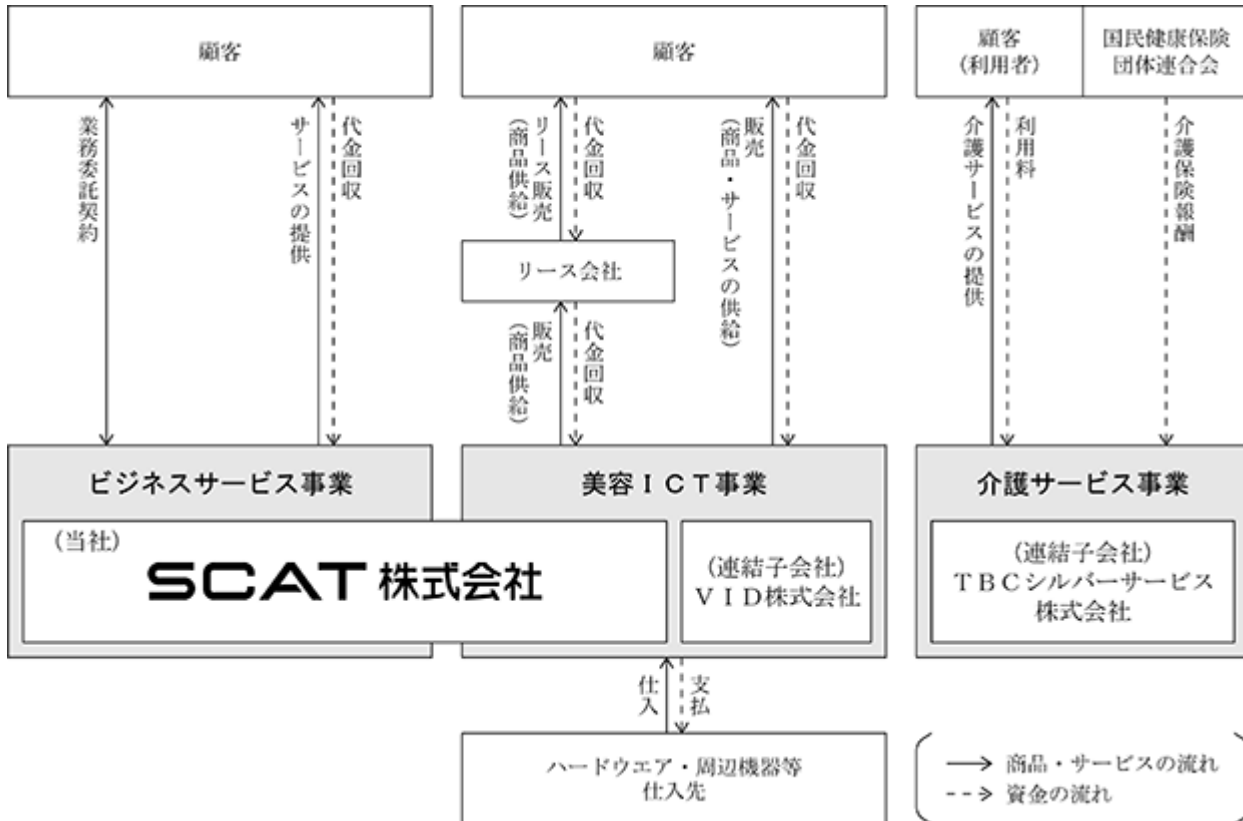 顧客
顧客
顧客
(利用者)
国民健康保険
団体連合会
業務委託契約
サービスの提供
代金回収
リース販売
(商品供給)
代金回収
販売
(商品・サービスの供給)
代金回収
介護サービスの提供
利用料
介護保険報酬
リース会社
販売
(商品供給)
代金回収
ビジネスサービス事業
美容ICT事業
介護サービス事業
(当社)
SCAT株式会社
(連結子会社)
VID株式会社
(連結子会社)
TBCシルバーサービス
株式会社
仕入
支払
ハードウエア・周辺機器等
仕入先
商品・サービスの流れ
資金の流れ